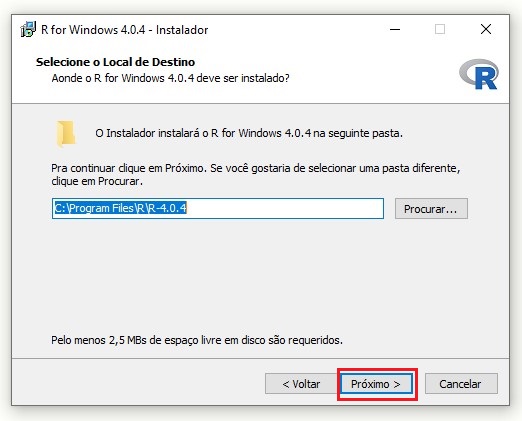 R for Windows 4.0.4 - Instalador
Selecione o Local de Destino
Aonde o R for Windows 4.0.4 deve ser instalado?
R
O Instalador instalará o R for Windows 4.0.4 na seguinte pasta.
Pra continuar clique em Próximo. Se você gostaria de selecionar uma pasta diferente,
clique em Procurar.
C:\Program Files\R\R-4.0.4
Procurar...
Pelo menos 2,5 MBs de espaço livre em disco são requeridos.
< Voltar
Próximo >
Cancelar